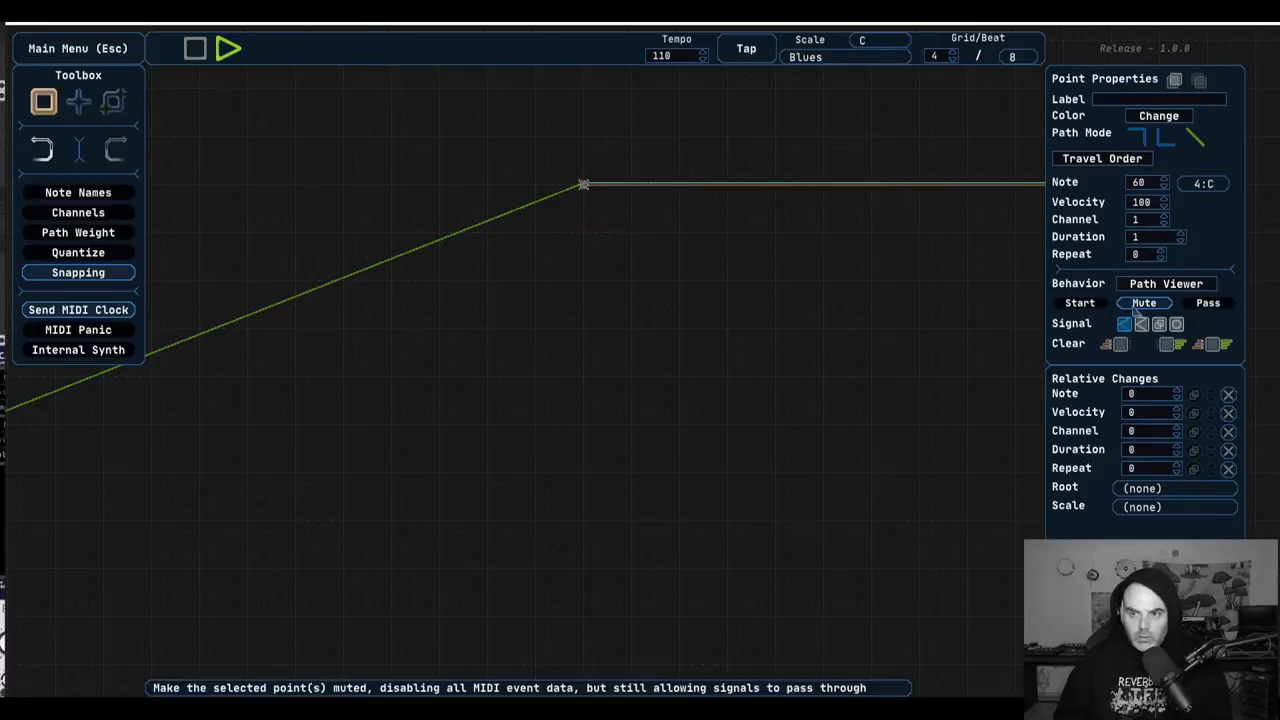 Main Menu (Esc)
Tempo
110
Tap
Scale
C
Blues
Grid/Beat
4 / 8
Release - 1.0.0
Toolbox
Note Names
Channels
Path Weight
Quantize
Snapping
Send MIDI Clock
MIDI Panic
Internal Synth
Point Properties
Label
Color Change
Path Mode
Travel Order
Note 60 4:C
Velocity 100
Channel 1
Duration 1
Repeat 0
Behavior Path Viewer
Start Mute Pass
Signal
Clear
Relative Changes
Note 0
Velocity 0
Channel 0
Duration 0
Repeat 0
Root (none)
Scale (none)
REVERB
Make the selected point(s) muted, disabling all MIDI event data, but still allowing signals to pass through